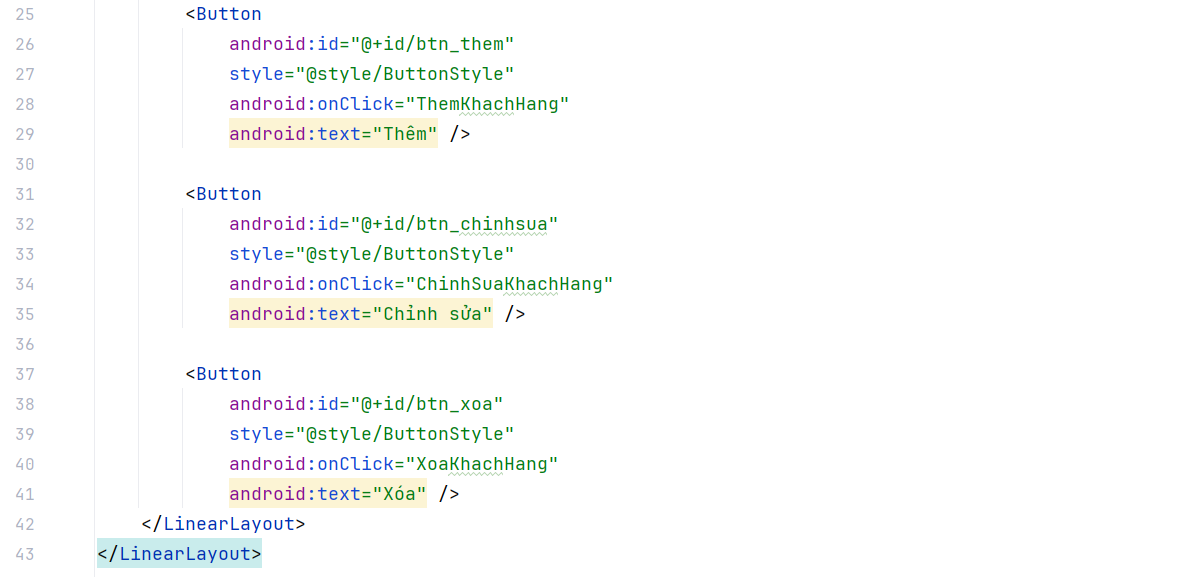 25 <Button
26 android:id="@+id/btn_them"
27 style="@style/ButtonStyle"
28 android:onClick="ThemKhachHang"
29 android:text="Thêm" />
30
31 <Button
32 android:id="@+id/btn_chinhsua"
33 style="@style/ButtonStyle"
34 android:onClick="ChinhSuaKhachHang"
35 android:text="Chỉnh sửa" />
36
37 <Button
38 android:id="@+id/btn_xoa"
39 style="@style/ButtonStyle"
40 android:onClick="XoaKhachHang"
41 android:text="Xóa" />
42 </LinearLayout>
43 </LinearLayout>